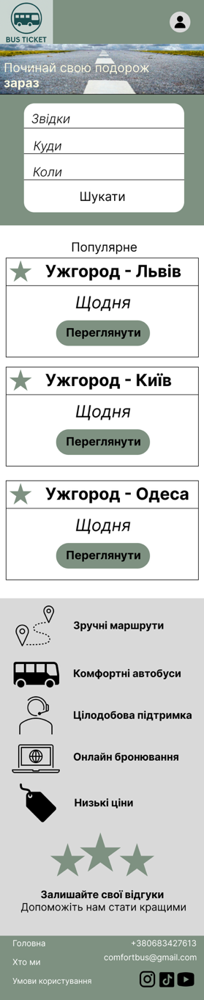 BUS TICKET
Починай свою подорож
зараз
Звідки
Куди
Коли
Шукати
Популярне
Ужгород - Львів
Щодня
Переглянути
Ужгород - Київ
Щодня
Переглянути
Ужгород - Одеса
Щодня
Переглянути
Зручні маршрути
Комфортні автобуси
Цілодобова підтримка
Онлайн бронювання
Низькі ціни
Залишайте свої відгуки
Допоможіть нам стати кращими
Головна
+380683427613
Хто ми
comfortbus@gmail.com
Умови користування